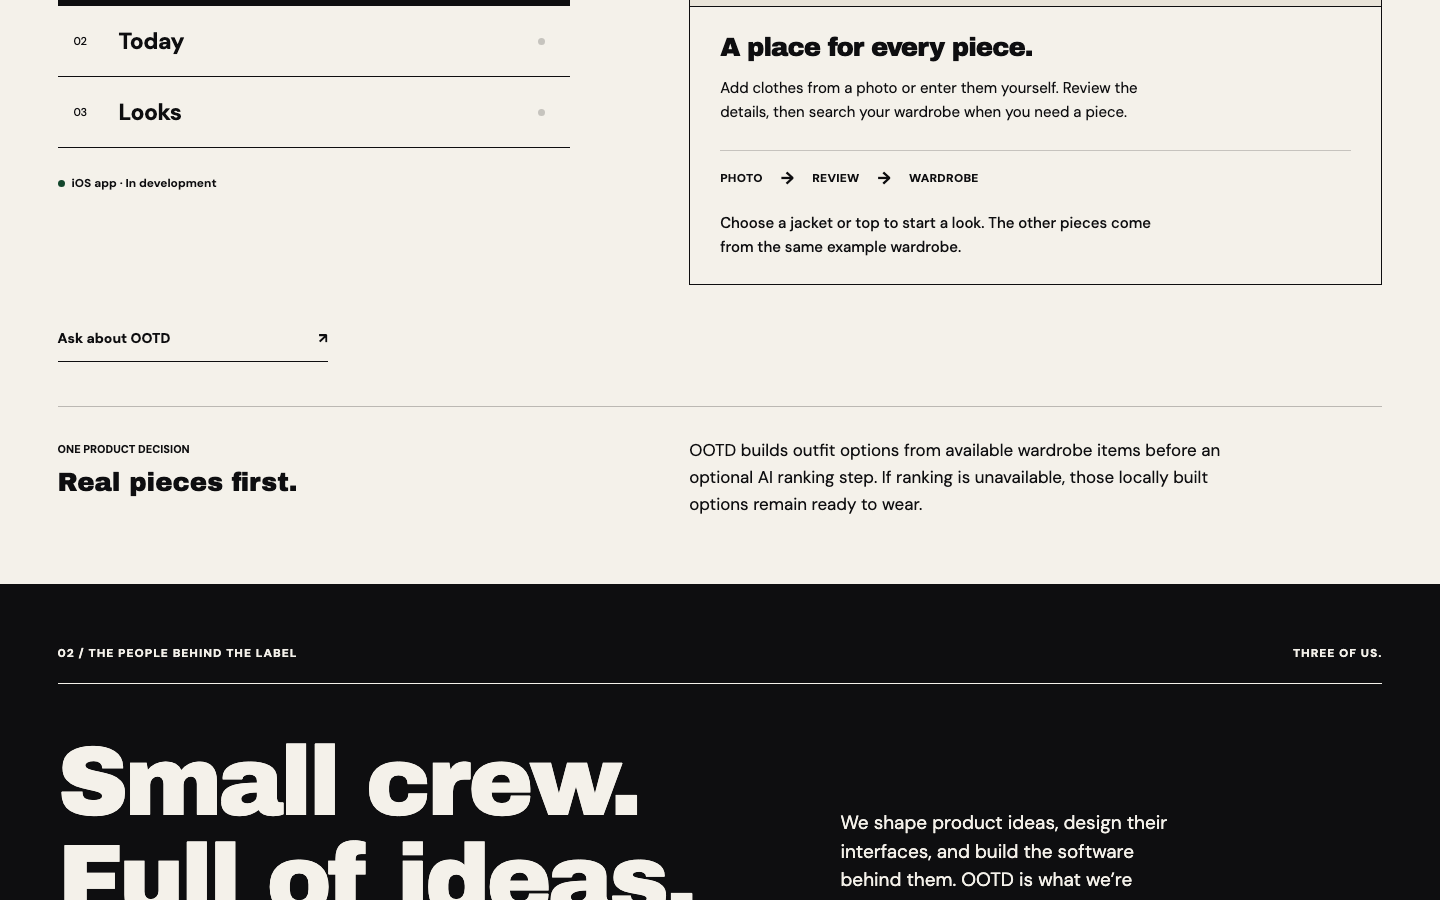 02 Today
03 Looks
iOS app · In development
Ask about OOTD
A place for every piece.
Add clothes from a photo or enter them yourself. Review the
details, then search your wardrobe when you need a piece.
PHOTO → REVIEW → WARDROBE
Choose a jacket or top to start a look. The other pieces come
from the same example wardrobe.
ONE PRODUCT DECISION
Real pieces first.
OOTD builds outfit options from available wardrobe items before an
optional AI ranking step. If ranking is unavailable, those locally built
options remain ready to wear.
02 / THE PEOPLE BEHIND THE LABEL
THREE OF US.
Small crew.
Full of ideas.
We shape product ideas, design their
interfaces, and build the software
behind them. OOTD is what we’re